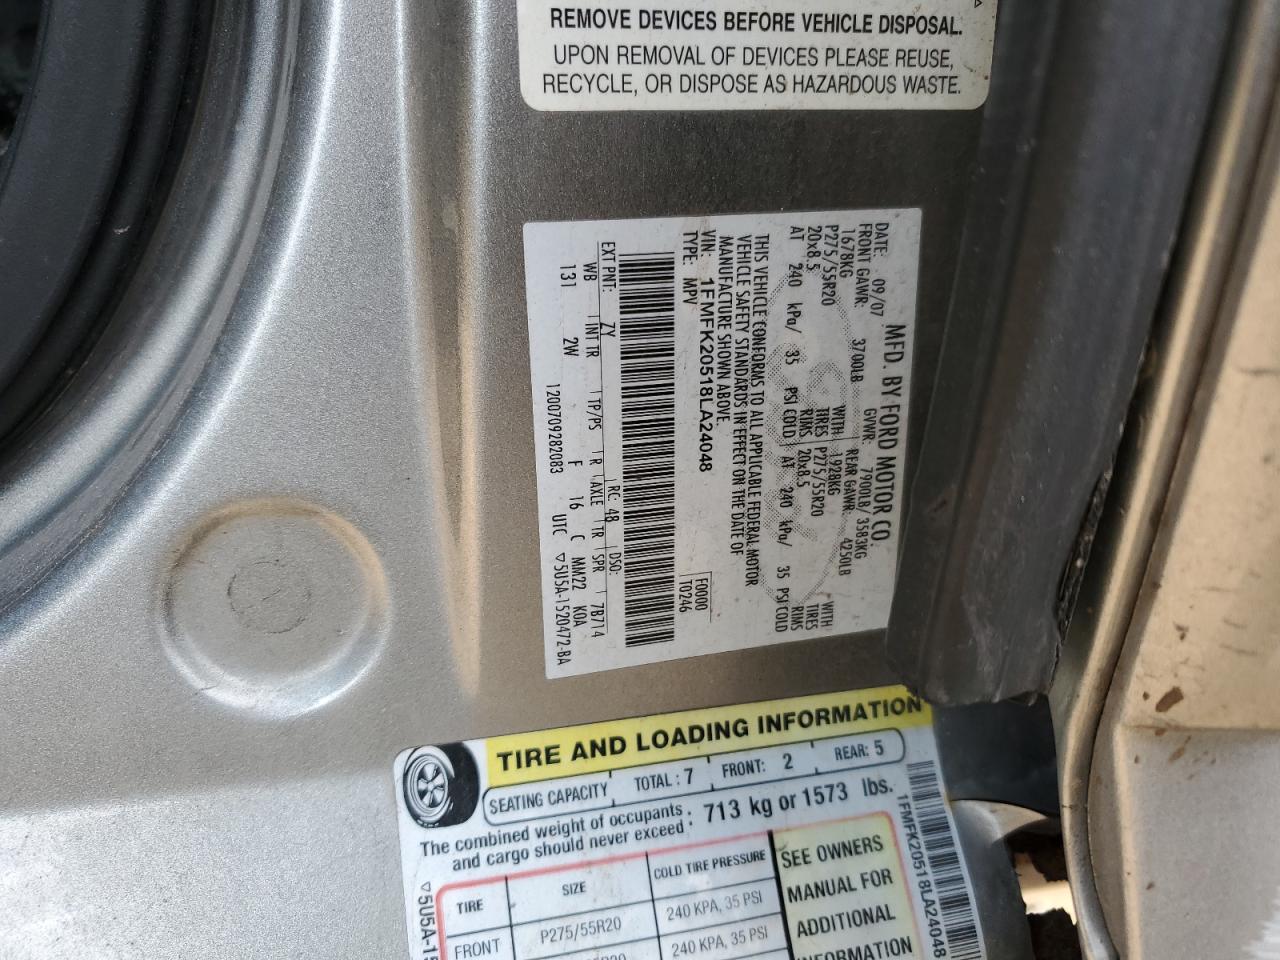 REMOVE DEVICES BEFORE VEHICLE DISPOSAL.
UPON REMOVAL OF DEVICES PLEASE REUSE,
RECYCLE, OR DISPOSE AS HAZARDOUS WASTE.
MFD. BY FORD MOTOR CO.
DATE: 09/07 GVWR: 7900LB/ 3583KG
FRONT GAWR: 3700LB REAR GAWR: 4250LB
1678KG WITH 1928KG WITH
P275/55R20 TIRES P275/55R20 TIRES
20x8.5 RIMS 20x8.5 RIMS
AT 240 kPa/ 35 PSI COLD AT 240 kPa/ 35 PSI COLD
THIS VEHICLE CONFORMS TO ALL APPLICABLE FEDERAL MOTOR
VEHICLE SAFETY STANDARDS IN EFFECT ON THE DATE OF
MANUFACTURE SHOWN ABOVE.
VIN: 1FMFK20518LA24048 F0000
TYPE: MPV T0246
EXT PNT: ZY RC: 48 DSO:
WB INT TR TP/PS R AXLE TR SPR 7B714
131 2W F 16 C MM22 K0A
1200709282083 UTC ▽5U5A-1520472-BA
TIRE AND LOADING INFORMATION
SEATING CAPACITY TOTAL: 7 FRONT: 2 REAR: 5
The combined weight of occupants
and cargo should never exceed : 713 kg or 1573 lbs.
TIRE SIZE COLD TIRE PRESSURE
FRONT P275/55R20 240 KPA, 35 PSI
240 KPA, 35 PSI
SEE OWNERS
MANUAL FOR
ADDITIONAL
INFORMATION
1FMFK20518LA24048
▽5U5A-15